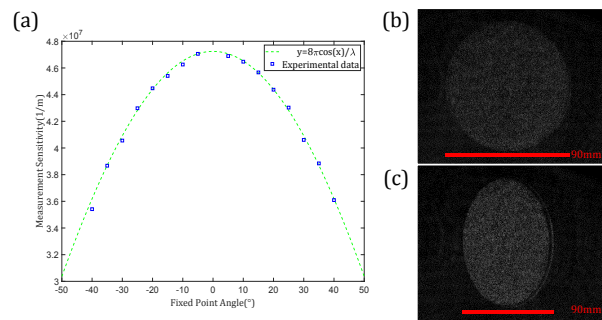 (a)
×10⁷
4.8
4.6
4.4
4.2
4
3.8
3.6
3.4
3.2
3
-50 -40 -30 -20 -10 0 10 20 30 40 50
Measurement Sensitivity(1/m)
Fixed Point Angle(°)
y=8πcos(x)/λ
Experimental data
(b)
90mm
(c)
90mm